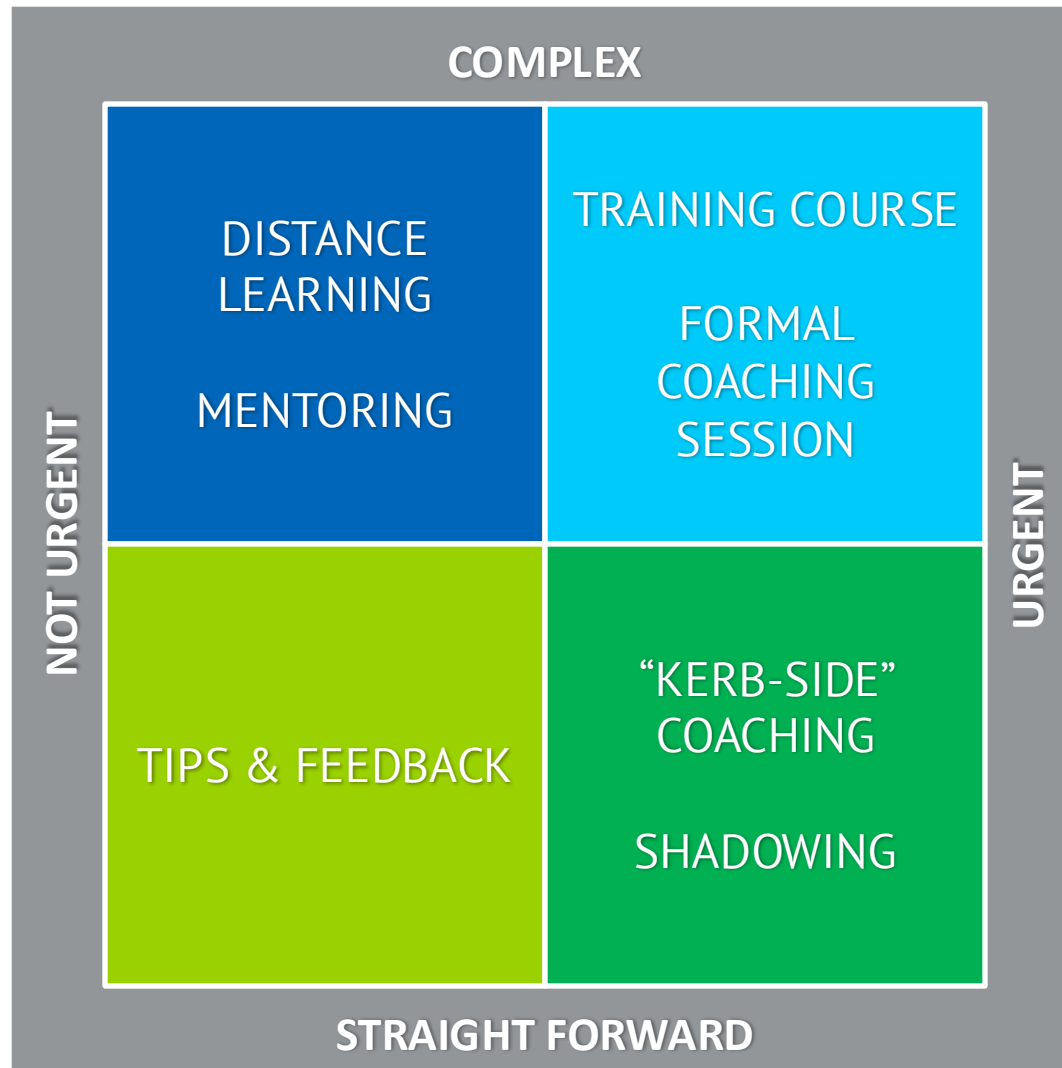 COMPLEX
DISTANCE
LEARNING
MENTORING
TRAINING COURSE
FORMAL
COACHING
SESSION
NOT URGENT
URGENT
TIPS & FEEDBACK
“KERB-SIDE”
COACHING
SHADOWING
STRAIGHT FORWARD